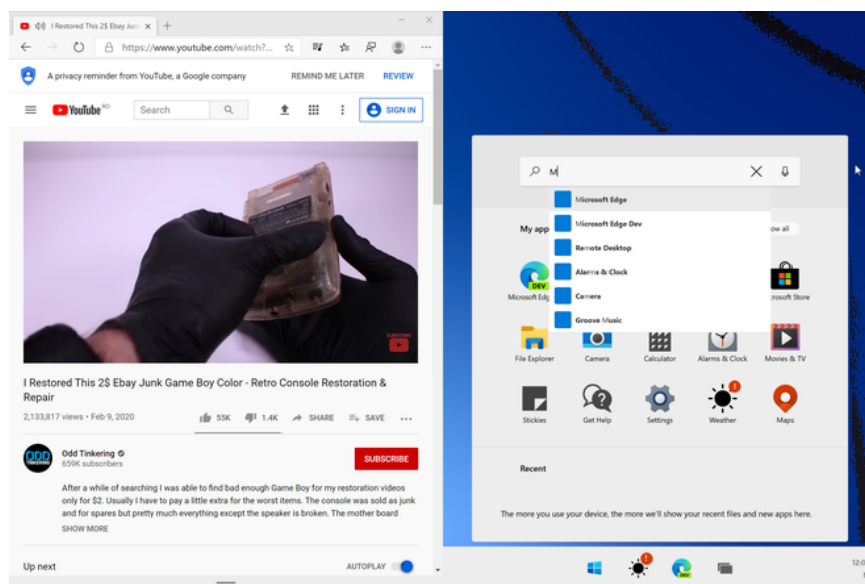 I Restored This 2$ Ebay Jun
https://www.youtube.com/watch?...
A privacy reminder from YouTube, a Google company
REMIND ME LATER
REVIEW
YouTube RO
Search
SIGN IN
SUBSCRIBE
I Restored This 2$ Ebay Junk Game Boy Color - Retro Console Restoration &
Repair
2,133,817 views • Feb 9, 2020
55K
1.4K
SHARE
SAVE
Odd Tinkering
659K subscribers
SUBSCRIBE
After a while of searching I was able to find bad enough Game Boy for my restoration videos
only for $2. Usually I have to pay a little extra for the worst items. The console was sold as junk
and for spares but pretty much everything except the speaker is broken. The mother board
SHOW MORE
Up next
AUTOPLAY
M
Microsoft Edge
Microsoft Edge Dev
Remote Desktop
Alarms & Clock
Camera
Groove Music
My app
ow all
DEV
Microsoft Edg
rosoft Store
File Explorer
Camera
Calculator
Alarms & Clock
Movies & TV
Stickies
Get Help
Settings
Weather
Maps
Recent
The more you use your device, the more we'll show your recent files and new apps here.